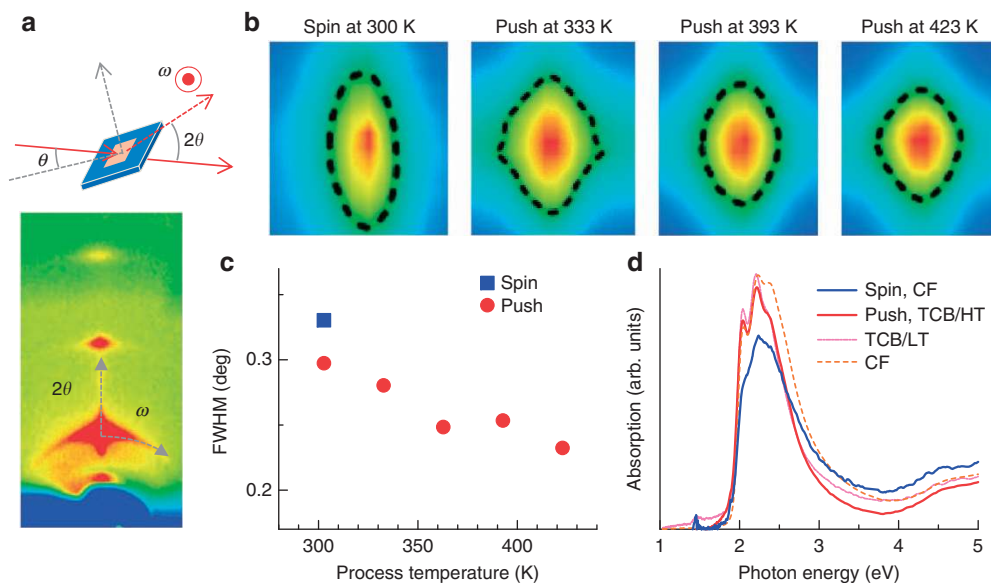 a
ω
2θ
θ
2θ
ω
b
Spin at 300 K
Push at 333 K
Push at 393 K
Push at 423 K
c
Spin
Push
0.3
0.2
FWHM (deg)
300
350
400
Process temperature (K)
d
Spin, CF
Push, TCB/HT
TCB/LT
CF
Absorption (arb. units)
1
2
3
4
5
Photon energy (eV)